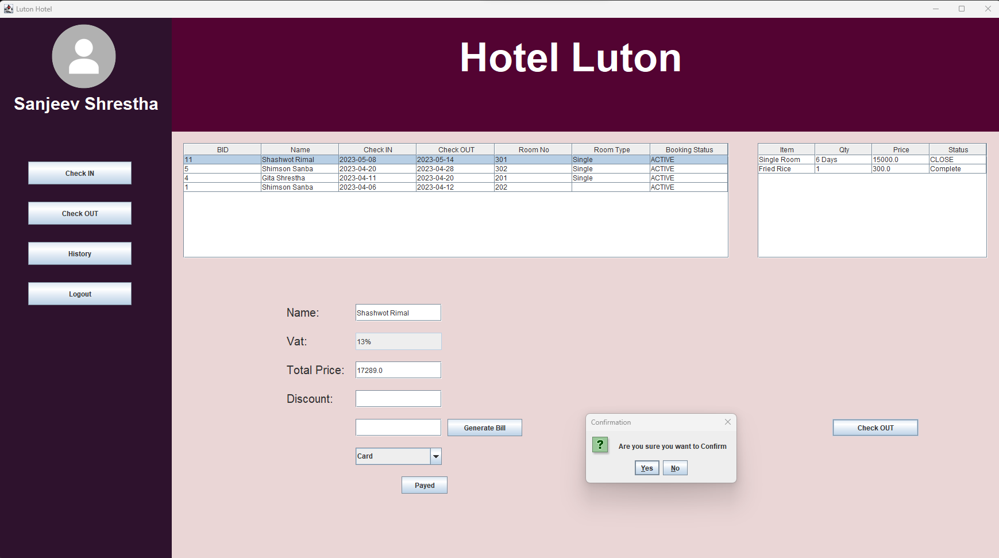 Luton Hotel
Hotel Luton
Sanjeev Shrestha
Check IN
Check OUT
History
Logout
BID Name Check IN Check OUT Room No Room Type Booking Status
11 Shashwot Rimal 2023-05-08 2023-05-14 301 Single ACTIVE
5 Shimson Sanba 2023-04-20 2023-04-28 302 Single ACTIVE
4 Gita Shrestha 2023-04-11 2023-04-20 201 Single ACTIVE
1 Shimson Sanba 2023-04-06 2023-04-12 202 ACTIVE
Item Qty Price Status
Single Room 6 Days 15000.0 CLOSE
Fried Rice 1 300.0 Complete
Name: Shashwot Rimal
Vat: 13%
Total Price: 17289.0
Discount:
Generate Bill
Card
Payed
Confirmation
?
Are you sure you want to Confirm
Yes No
Check OUT